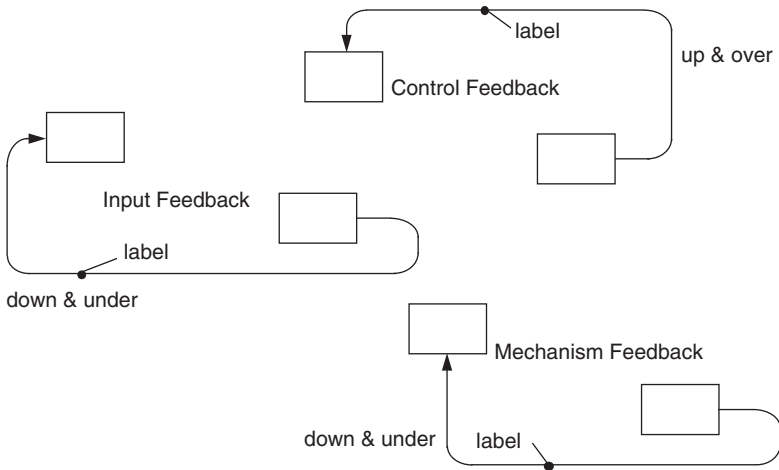 label
up & over
Control Feedback
Input Feedback
label
down & under
Mechanism Feedback
down & under
label